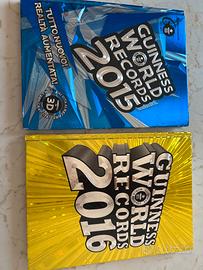 GUINNESS
WORLD
RECORDS
2015
TUTTO NUOVO!
REALTÀ AUMENTATA!
3D
GUINNESS
WORLD
RECORDS
2016